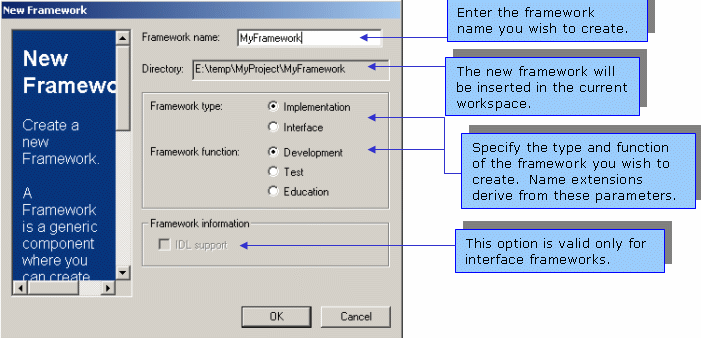 New Framework
New
Framewo
Create a
new
Framework.
A
Framework
is a generic
component
where you
can create
Framework name:
MyFramework
Directory:
E:\temp\MyProject\MyFramework
Framework type:
Implementation
Interface
Framework function:
Development
Test
Education
Framework information
IDL support
OK
Cancel
Enter the framework
name you wish to create.
The new framework will
be inserted in the current
workspace.
Specify the type and function
of the framework you wish to
create. Name extensions
derive from these parameters.
This option is valid only for
interface frameworks.